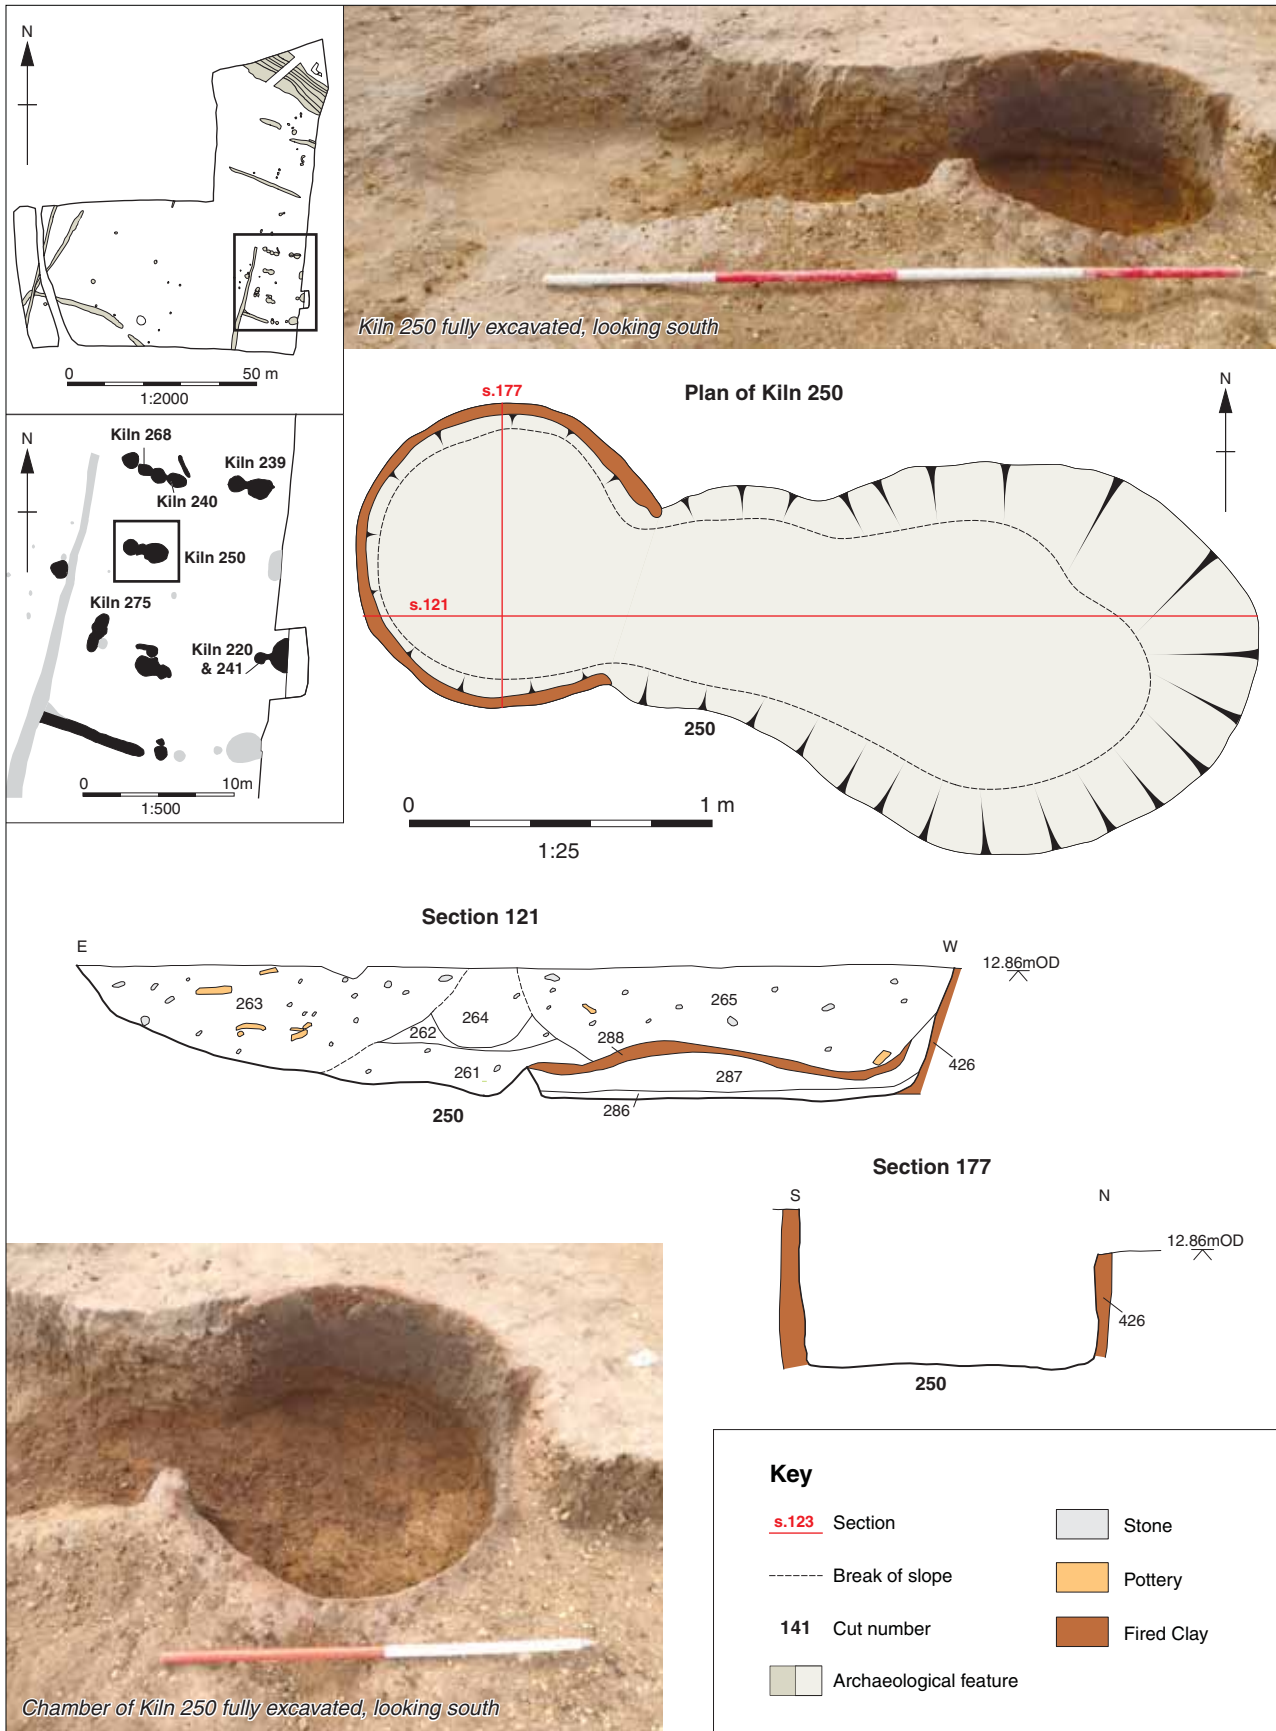 N
0 50 m
1:2000
Kiln 250 fully excavated, looking south
N
Kiln 268
Kiln 239
Kiln 240
Kiln 250
Kiln 275
Kiln 220
& 241
0 10m
1:500
s.177
Plan of Kiln 250
N
s.121
250
0 1 m
1:25
Section 121
E
W
12.86mOD
263
265
264
262
288
261
287
426
250
286
Section 177
S
N
12.86mOD
426
250
Chamber of Kiln 250 fully excavated, looking south
Key
s.123 Section
Break of slope
141 Cut number
Archaeological feature
Stone
Pottery
Fired Clay